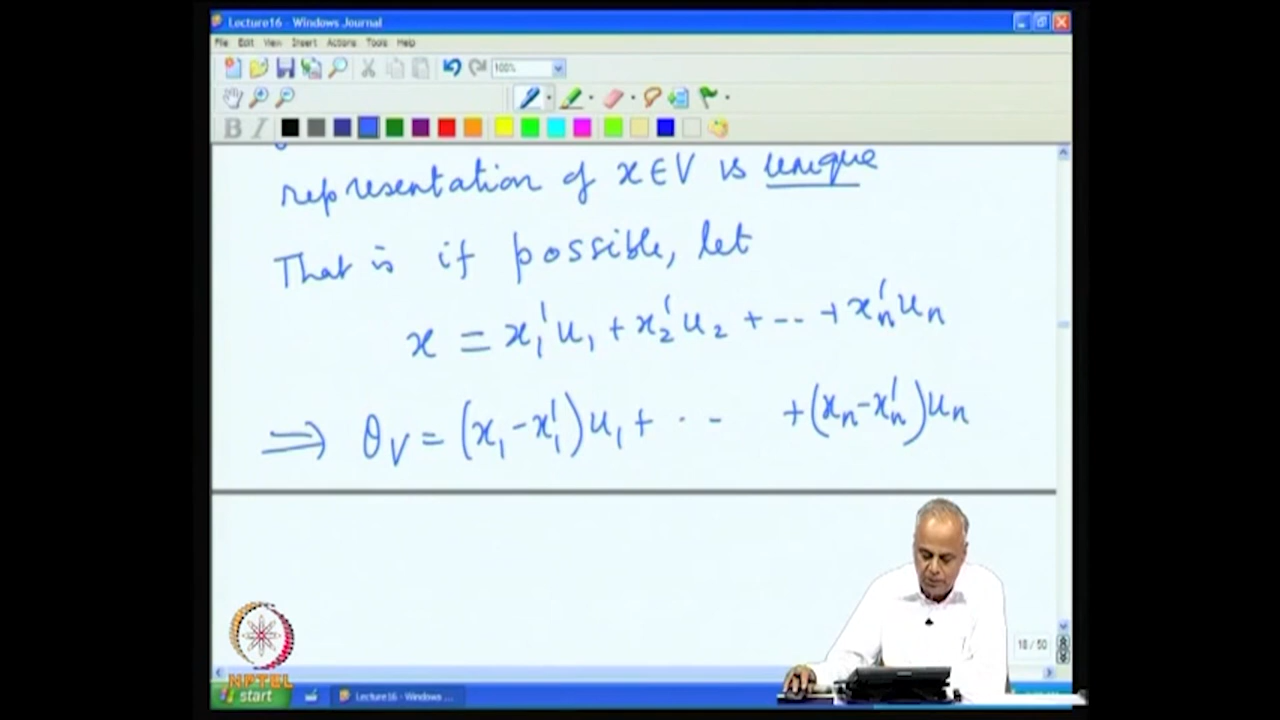 Lecture16 - Windows Journal
File Edit View Insert Actions Tools Help
100%
B I
representation of x ∈ V is unique
That is if possible, let
x = x₁' u₁ + x₂' u₂ + -- + xₙ' uₙ
⟹ θ_V = (x₁ - x₁') u₁ + · - - + (xₙ - xₙ') uₙ
18 / 50
NPTEL
start Lecture16 - Windows ...